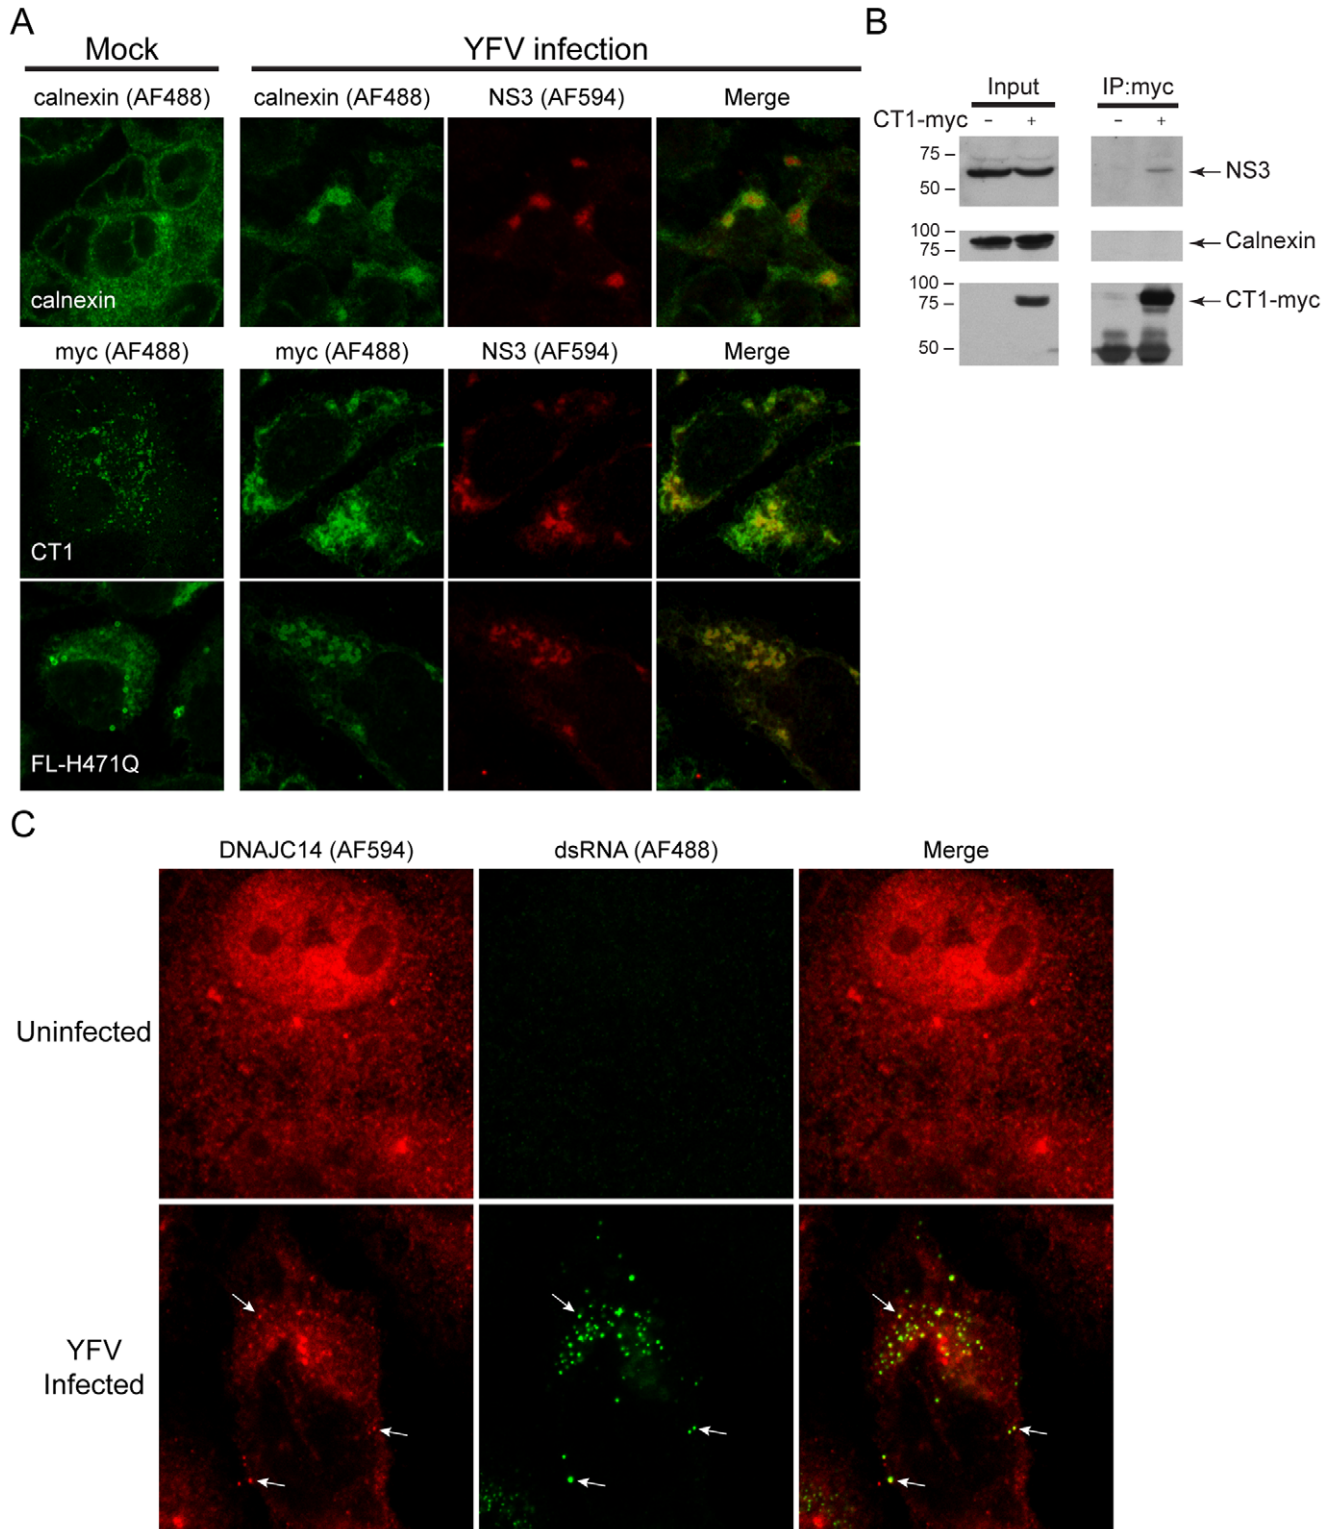 A
Mock
YFV infection
calnexin (AF488)
calnexin (AF488)
NS3 (AF594)
Merge
calnexin
myc (AF488)
myc (AF488)
NS3 (AF594)
Merge
CT1
FL-H471Q
B
Input
IP:myc
CT1-myc – + – +
75 –
50 –
NS3
100 –
75 –
Calnexin
100 –
75 –
50 –
CT1-myc
C
DNAJC14 (AF594)
dsRNA (AF488)
Merge
Uninfected
YFV
Infected